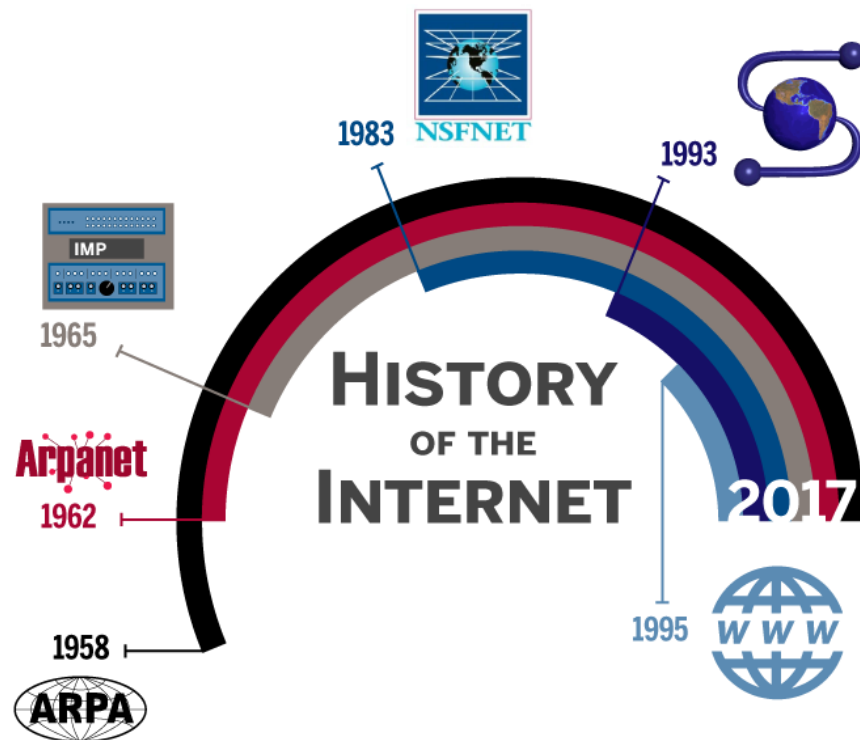 NSFNET
1983
1993
IMP
1965
HISTORY
OF THE
INTERNET
Arpanet
1962
2017
1995
WWW
1958
ARPA